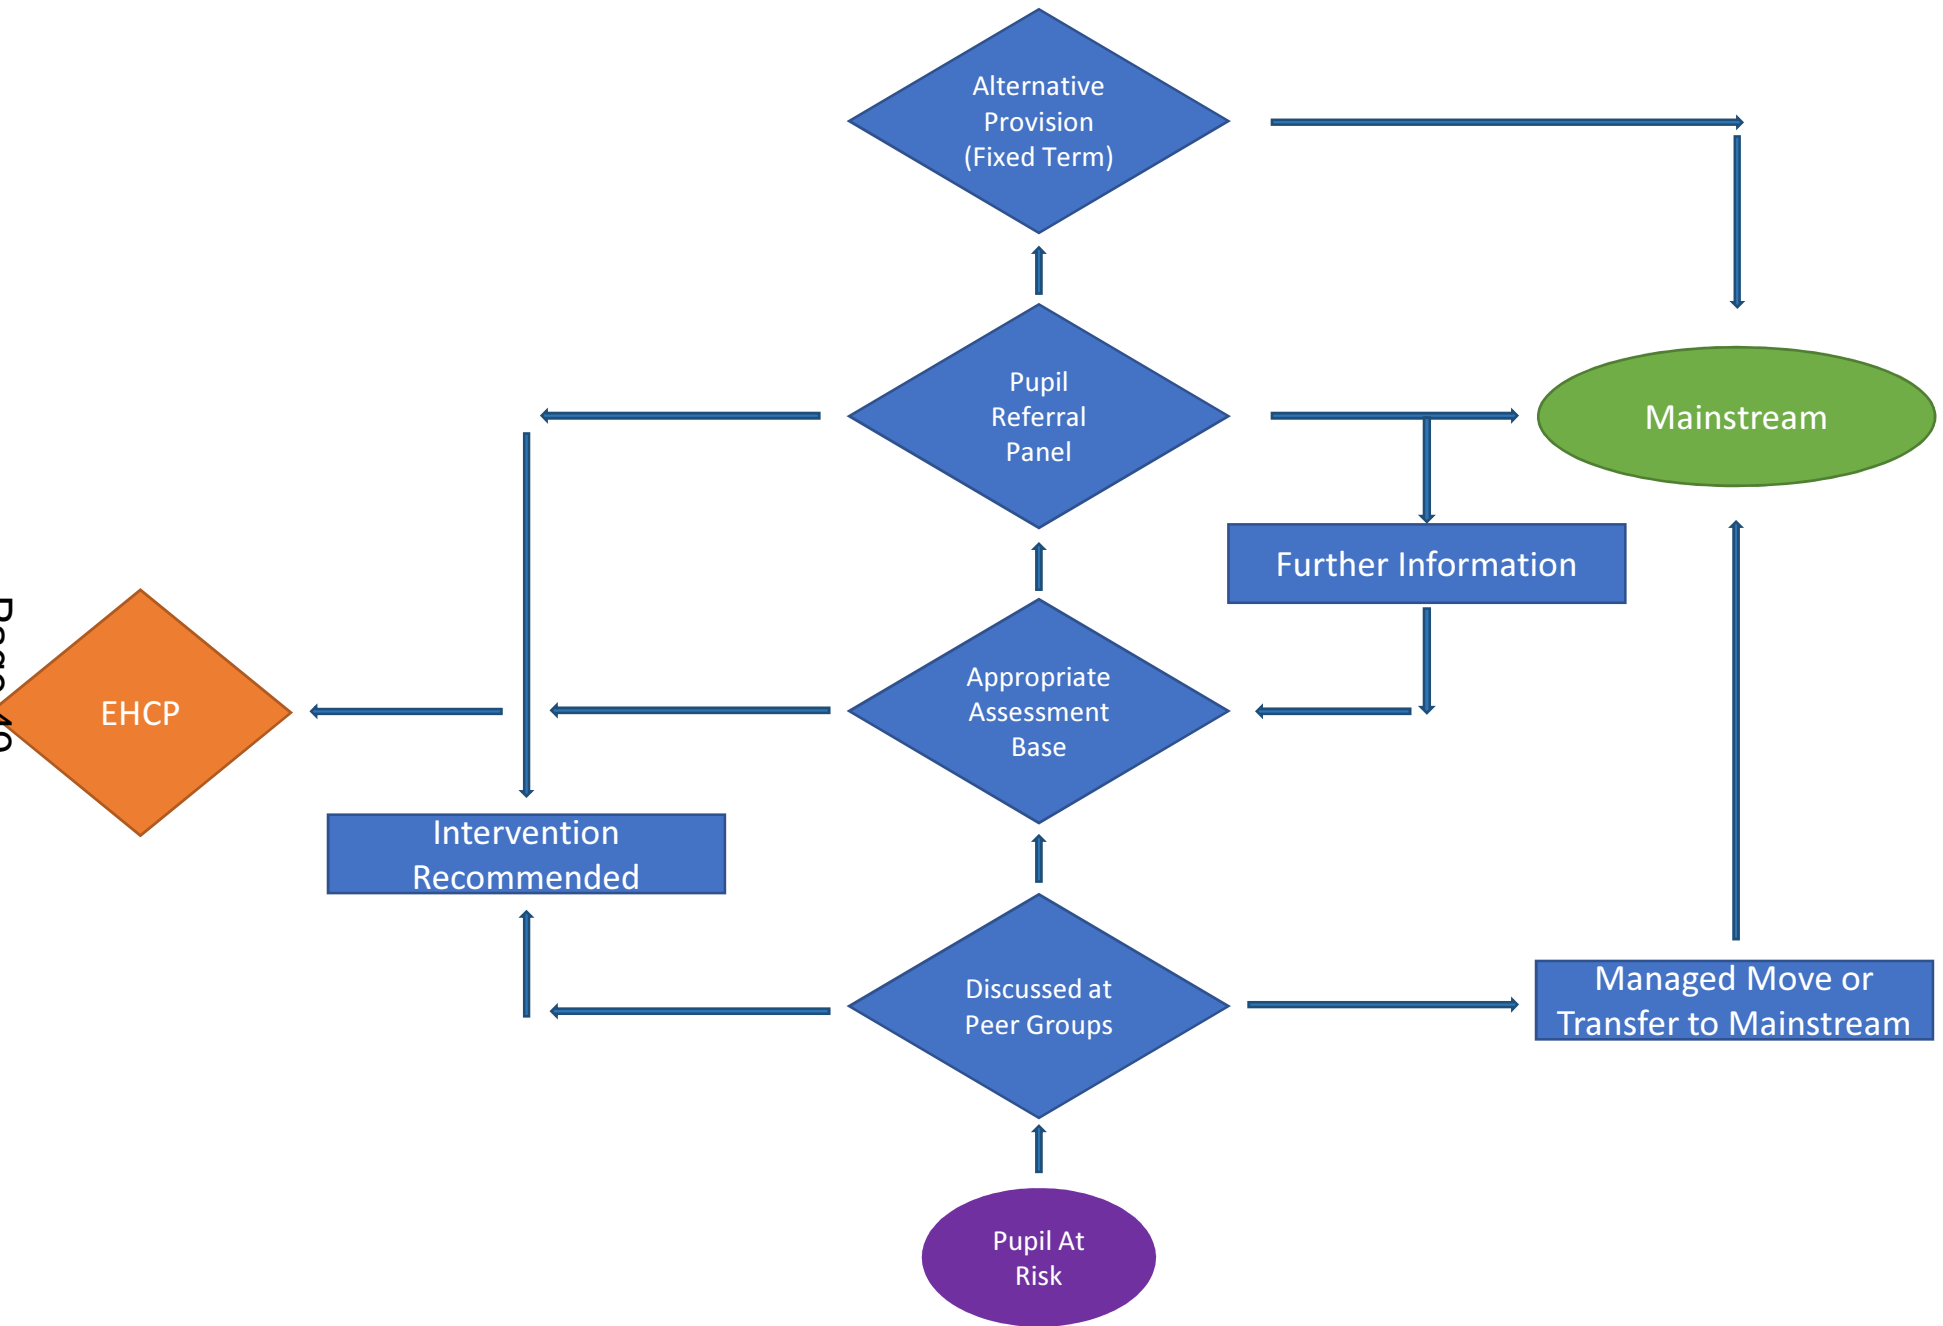 Alternative
Provision
(Fixed Term)
Pupil
Referral
Panel
Mainstream
Further Information
Appropriate
Assessment
Base
EHCP
Intervention
Recommended
Discussed at
Peer Groups
Managed Move or
Transfer to Mainstream
Pupil At
Risk